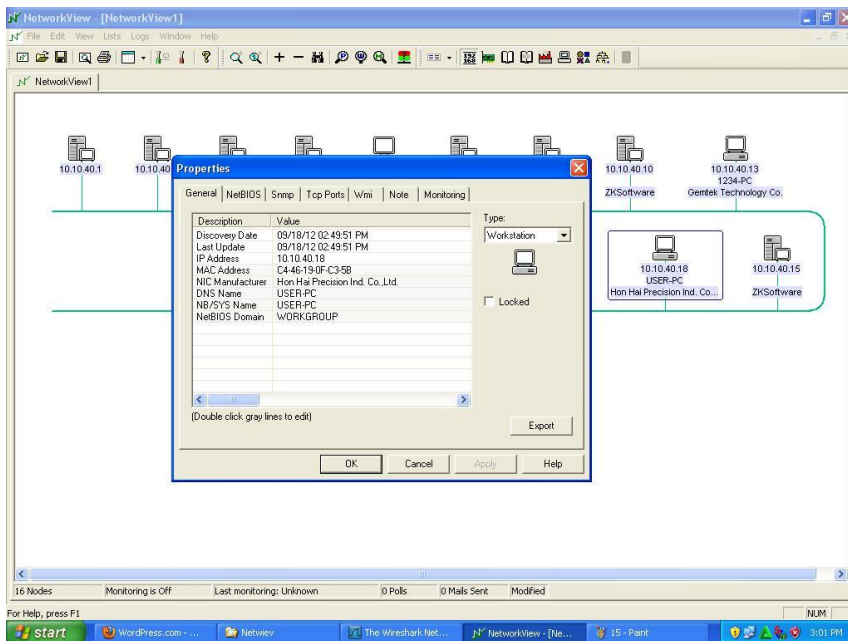 NetworkView - [NetworkView1]
File Edit View Lists Logs Window Help
NetworkView1
10.10.40.1
10.10.40
10.10.40.10
ZKSoftware
10.10.40.13
1234-PC
Gemtek Technology Co.
Properties
General NetBIOS Snmp Tcp Ports Wmi Note Monitoring
Description Value
Discovery Date 09/18/12 02:49:51 PM
Last Update 09/18/12 02:49:51 PM
IP Address 10.10.40.18
MAC Address C4-46-19-0F-C3-5B
NIC Manufacturer Hon Hai Precision Ind. Co.,Ltd.
DNS Name USER-PC
NB/SYS Name USER-PC
NetBIOS Domain WORKGROUP
Type:
Workstation
Locked
(Double click gray lines to edit)
Export
OK Cancel Apply Help
10.10.40.18
USER-PC
Hon Hai Precision Ind. Co...
10.10.40.15
ZKSoftware
16 Nodes Monitoring is Off Last monitoring: Unknown 0 Polls 0 Mails Sent Modified
For Help, press F1 NUM
start WordPress.com - ... Netwiev The Wireshark Net... NetworkView - [Ne... 15 - Paint 3:01 PM